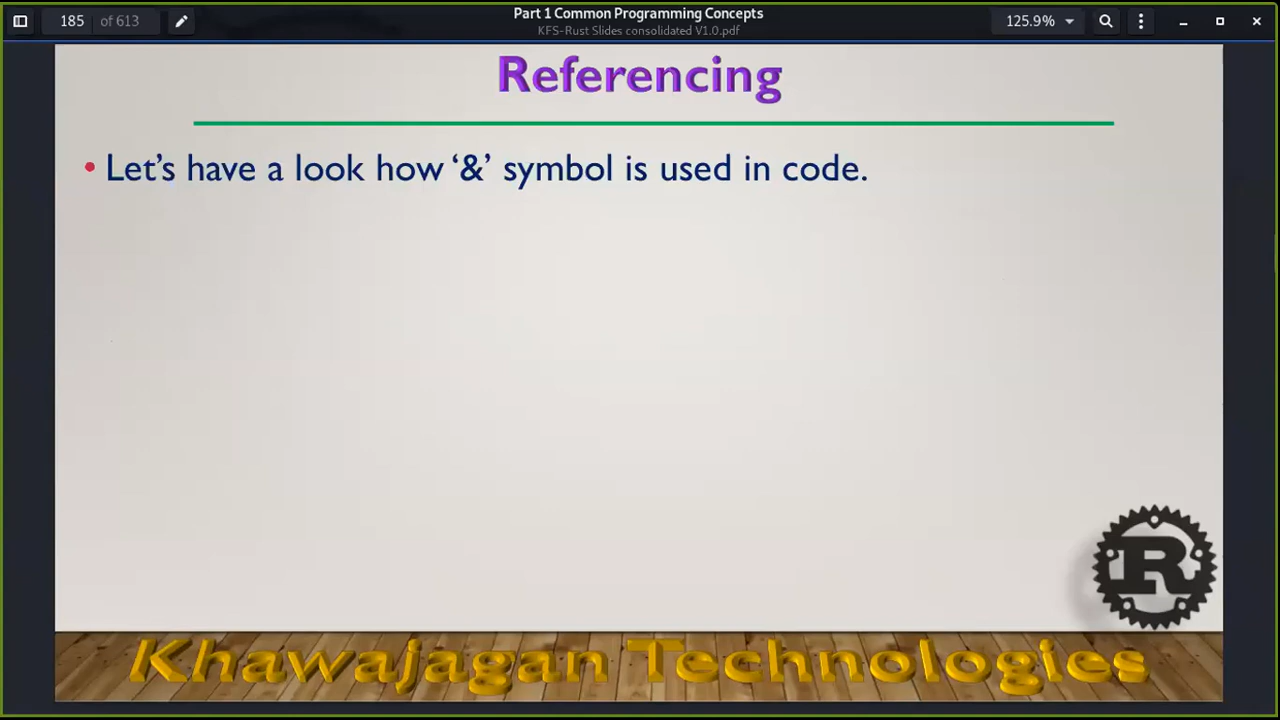 185 of 613
Part 1 Common Programming Concepts
KFS-Rust Slides consolidated V1.0.pdf
125.9%
Referencing
• Let’s have a look how ‘&’ symbol is used in code.
R
Khawajagan Technologies